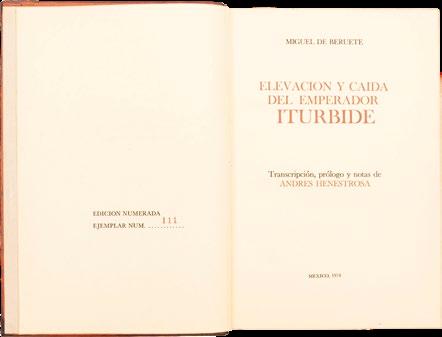 EDICION NUMERADA
EJEMPLAR NUM. 111
MIGUEL DE BERUETE
ELEVACION Y CAIDA
DEL EMPERADOR
ITURBIDE
Transcripción, prólogo y notas de
ANDRES HENESTROSA
MEXICO, 1974